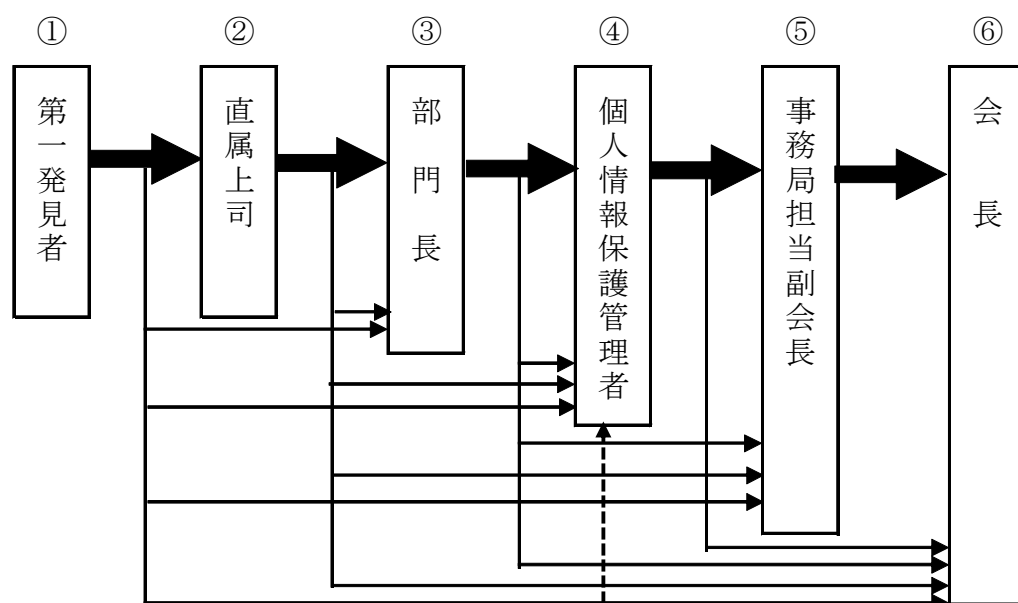 ①
②
③
④
⑤
⑥
第一発見者
直属上司
部門長
個人情報保護管理者
事務局担当副会長
会長